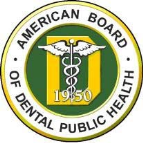 AMERICAN BOARD
OF DENTAL PUBLIC HEALTH
D
1950